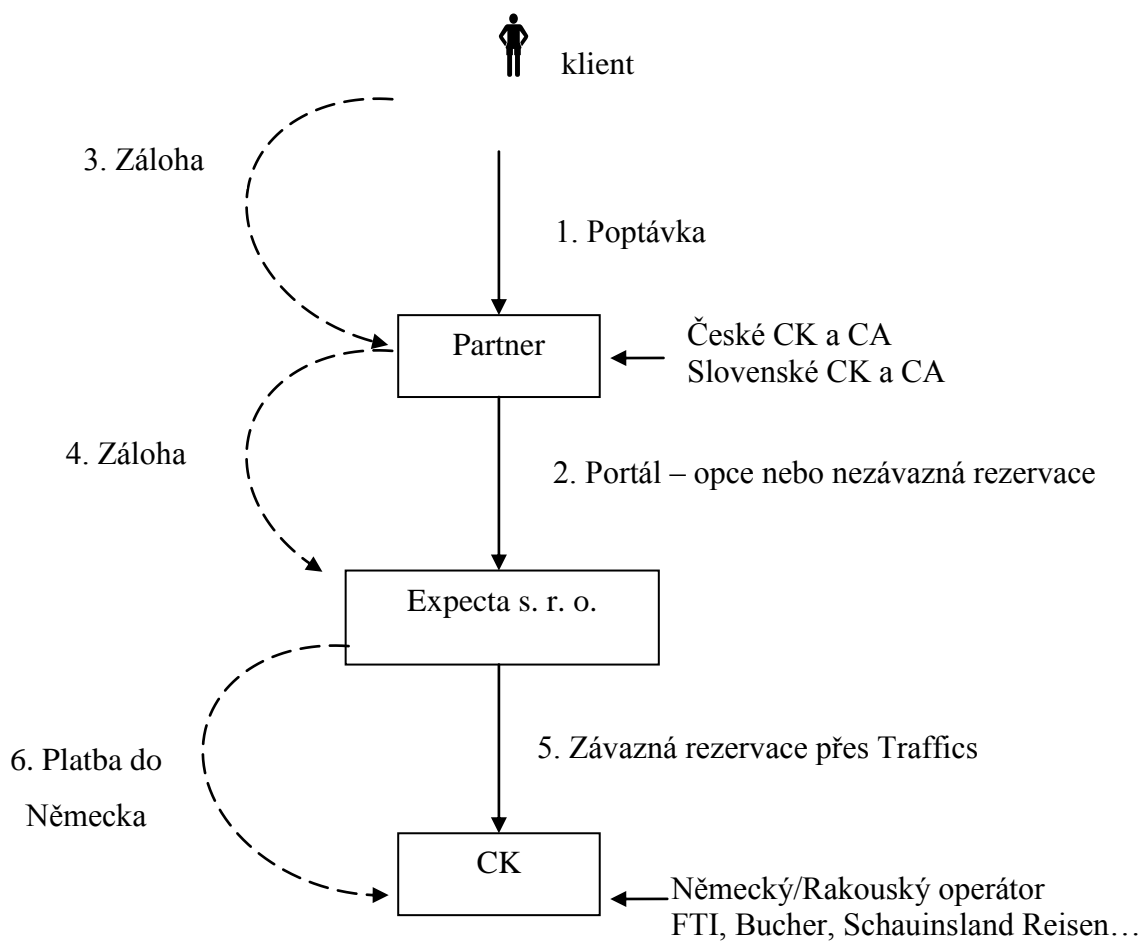 klient
3. Záloha
1. Poptávka
Partner
České CK a CA
Slovenské CK a CA
4. Záloha
2. Portál – opce nebo nezávazná rezervace
Expecta s. r. o.
6. Platba do
Německa
5. Závazná rezervace přes Traffics
CK
Německý/Rakouský operátor
FTI, Bucher, Schauinsland Reisen…